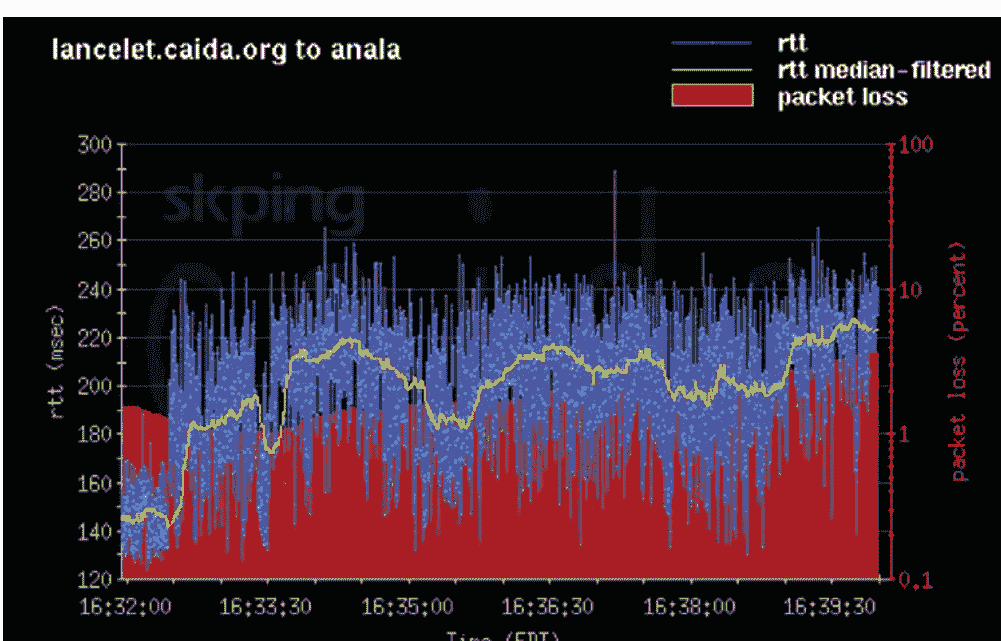 lancelet.caida.org to anala
rtt
rtt median-filtered
packet loss
skping
300
280
260
240
220
200
180
160
140
120
rtt (msec)
100
10
1
0.1
packet loss (percent)
16:32:00 16:33:30 16:35:00 16:36:30 16:38:00 16:39:30
Time (EDT)